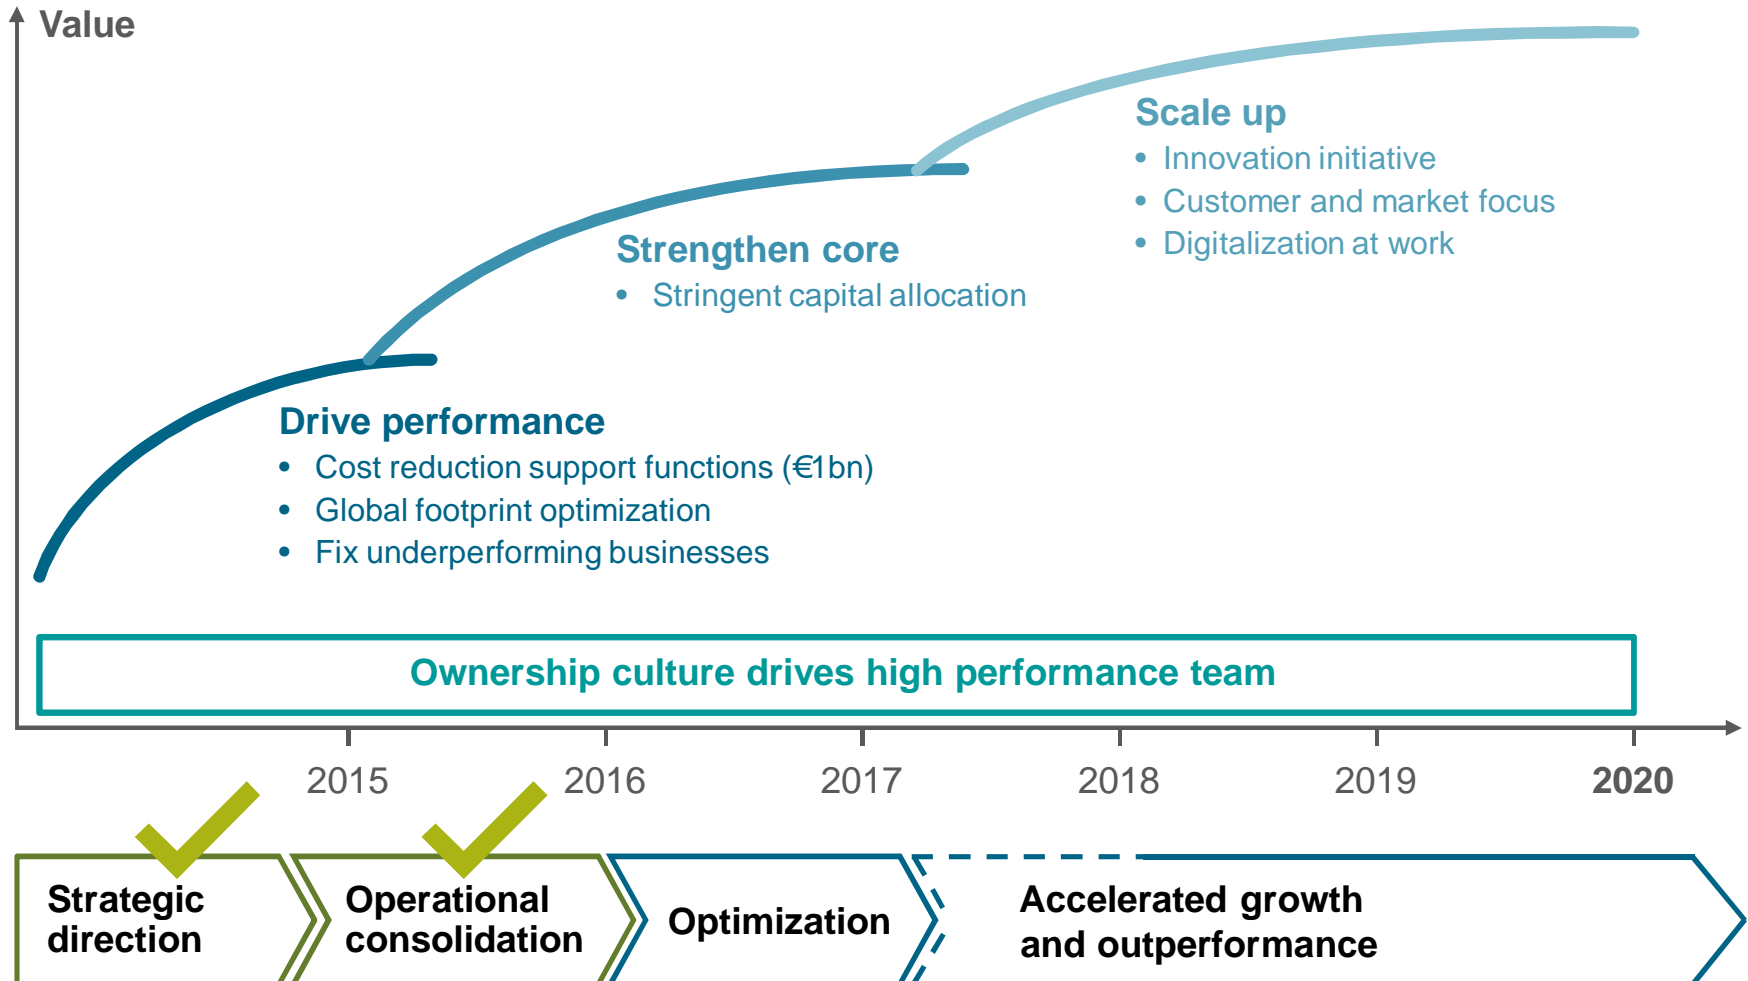 Value
Scale up
• Innovation initiative
• Customer and market focus
• Digitalization at work
Strengthen core
• Stringent capital allocation
Drive performance
• Cost reduction support functions (€1bn)
• Global footprint optimization
• Fix underperforming businesses
Ownership culture drives high performance team
2015 2016 2017 2018 2019 2020
Strategic
direction
Operational
consolidation
Optimization
Accelerated growth
and outperformance